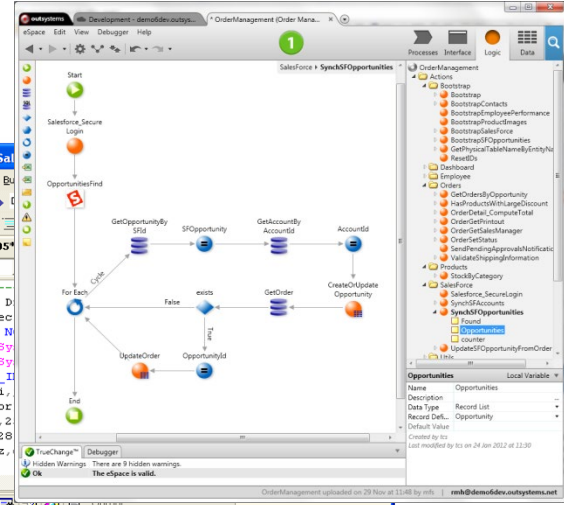 outsystems
Development - demo6dev.outsys...
* OrderManagement (Order Mana...
eSpace Edit View Debugger Help
1
Processes Interface Logic Data
SalesForce ▸ SynchSFOpportunities
Start
Salesforce_Secure
Login
OpportunitiesFind
GetOpportunityBy
SFId
SFOpportunity
GetAccountBy
AccountId
AccountId
Cycle
For Each
False
exists
GetOrder
CreateOrUpdate
Opportunity
True
UpdateOrder
OpportunityId
End
OrderManagement
Actions
Bootstrap
Bootstrap
BootstrapContacts
BootstrapEmployeePerformance
BootstrapProductImages
BootstrapSalesForce
BootstrapSFOpportunities
GetPhysicalTableNameByEntityNa
ResetIDs
Dashboard
Employee
Orders
GetOrdersByOpportunity
HasProductsWithLargeDiscount
OrderDetail_ComputeTotal
OrderGetPrintout
OrderGetSalesManager
OrderSetStatus
SendPendingApprovalsNotificatio
ValidateShippingInformation
Products
StockByCategory
SalesForce
Salesforce_SecureLogin
SynchSFAccounts
SynchSFOpportunities
Found
Opportunities
counter
UpdateSFOpportunityFromOrder
Utils
Opportunities Local Variable
Name Opportunities
Description
Data Type Record List
Record Defi... Opportunity
Default Value
Created by lcs
Last modified by lcs on 24 Jan 2012 at 11:30
TrueChange™ Debugger
Hidden Warnings There are 9 hidden warnings.
Ok The eSpace is valid.
OrderManagement uploaded on 29 Nov at 11:48 by mfs | rmh@demo6dev.outsystems.net